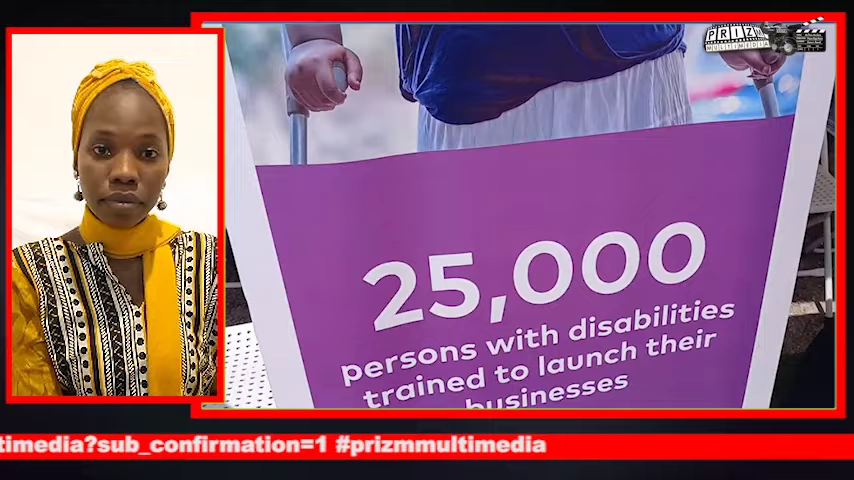 PRIZM
MULTIMEDIA
25,000
persons with disabilities
trained to launch their
businesses
timedia?sub_confirmation=1 #prizmmultimedia